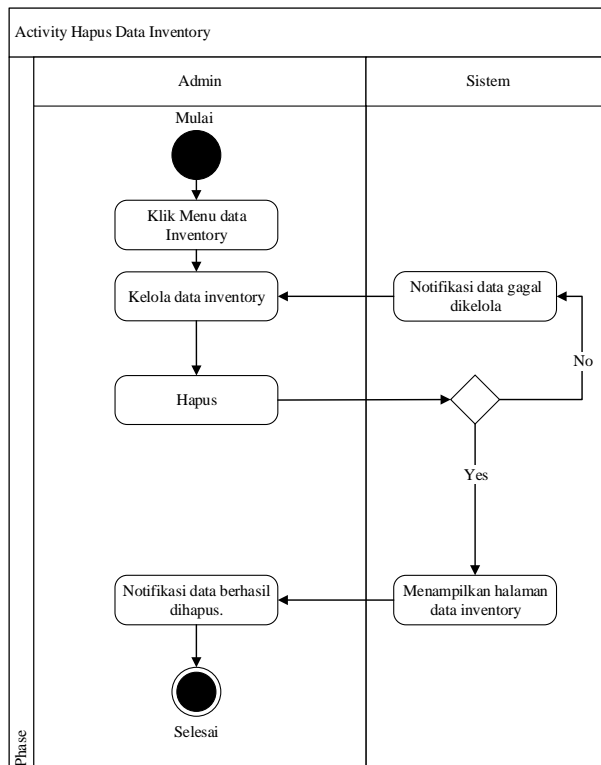 Activity Hapus Data Inventory
Admin
Sistem
Mulai
Klik Menu data
Inventory
Kelola data inventory
Notifikasi data gagal
dikelola
No
Hapus
Yes
Notifikasi data berhasil
dihapus.
Menampilkan halaman
data inventory
Selesai
Phase